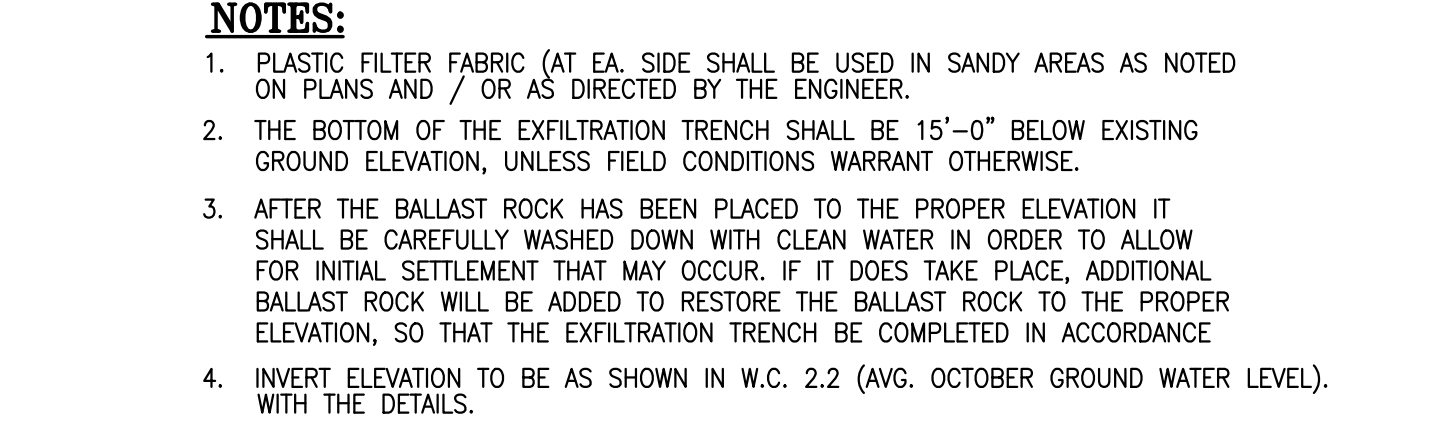 NOTES:
1. PLASTIC FILTER FABRIC (AT EA. SIDE SHALL BE USED IN SANDY AREAS AS NOTED
ON PLANS AND / OR AS DIRECTED BY THE ENGINEER.
2. THE BOTTOM OF THE EXFILTRATION TRENCH SHALL BE 15'-0" BELOW EXISTING
GROUND ELEVATION, UNLESS FIELD CONDITIONS WARRANT OTHERWISE.
3. AFTER THE BALLAST ROCK HAS BEEN PLACED TO THE PROPER ELEVATION IT
SHALL BE CAREFULLY WASHED DOWN WITH CLEAN WATER IN ORDER TO ALLOW
FOR INITIAL SETTLEMENT THAT MAY OCCUR. IF IT DOES TAKE PLACE, ADDITIONAL
BALLAST ROCK WILL BE ADDED TO RESTORE THE BALLAST ROCK TO THE PROPER
ELEVATION, SO THAT THE EXFILTRATION TRENCH BE COMPLETED IN ACCORDANCE
4. INVERT ELEVATION TO BE AS SHOWN IN W.C. 2.2 (AVG. OCTOBER GROUND WATER LEVEL).
WITH THE DETAILS.